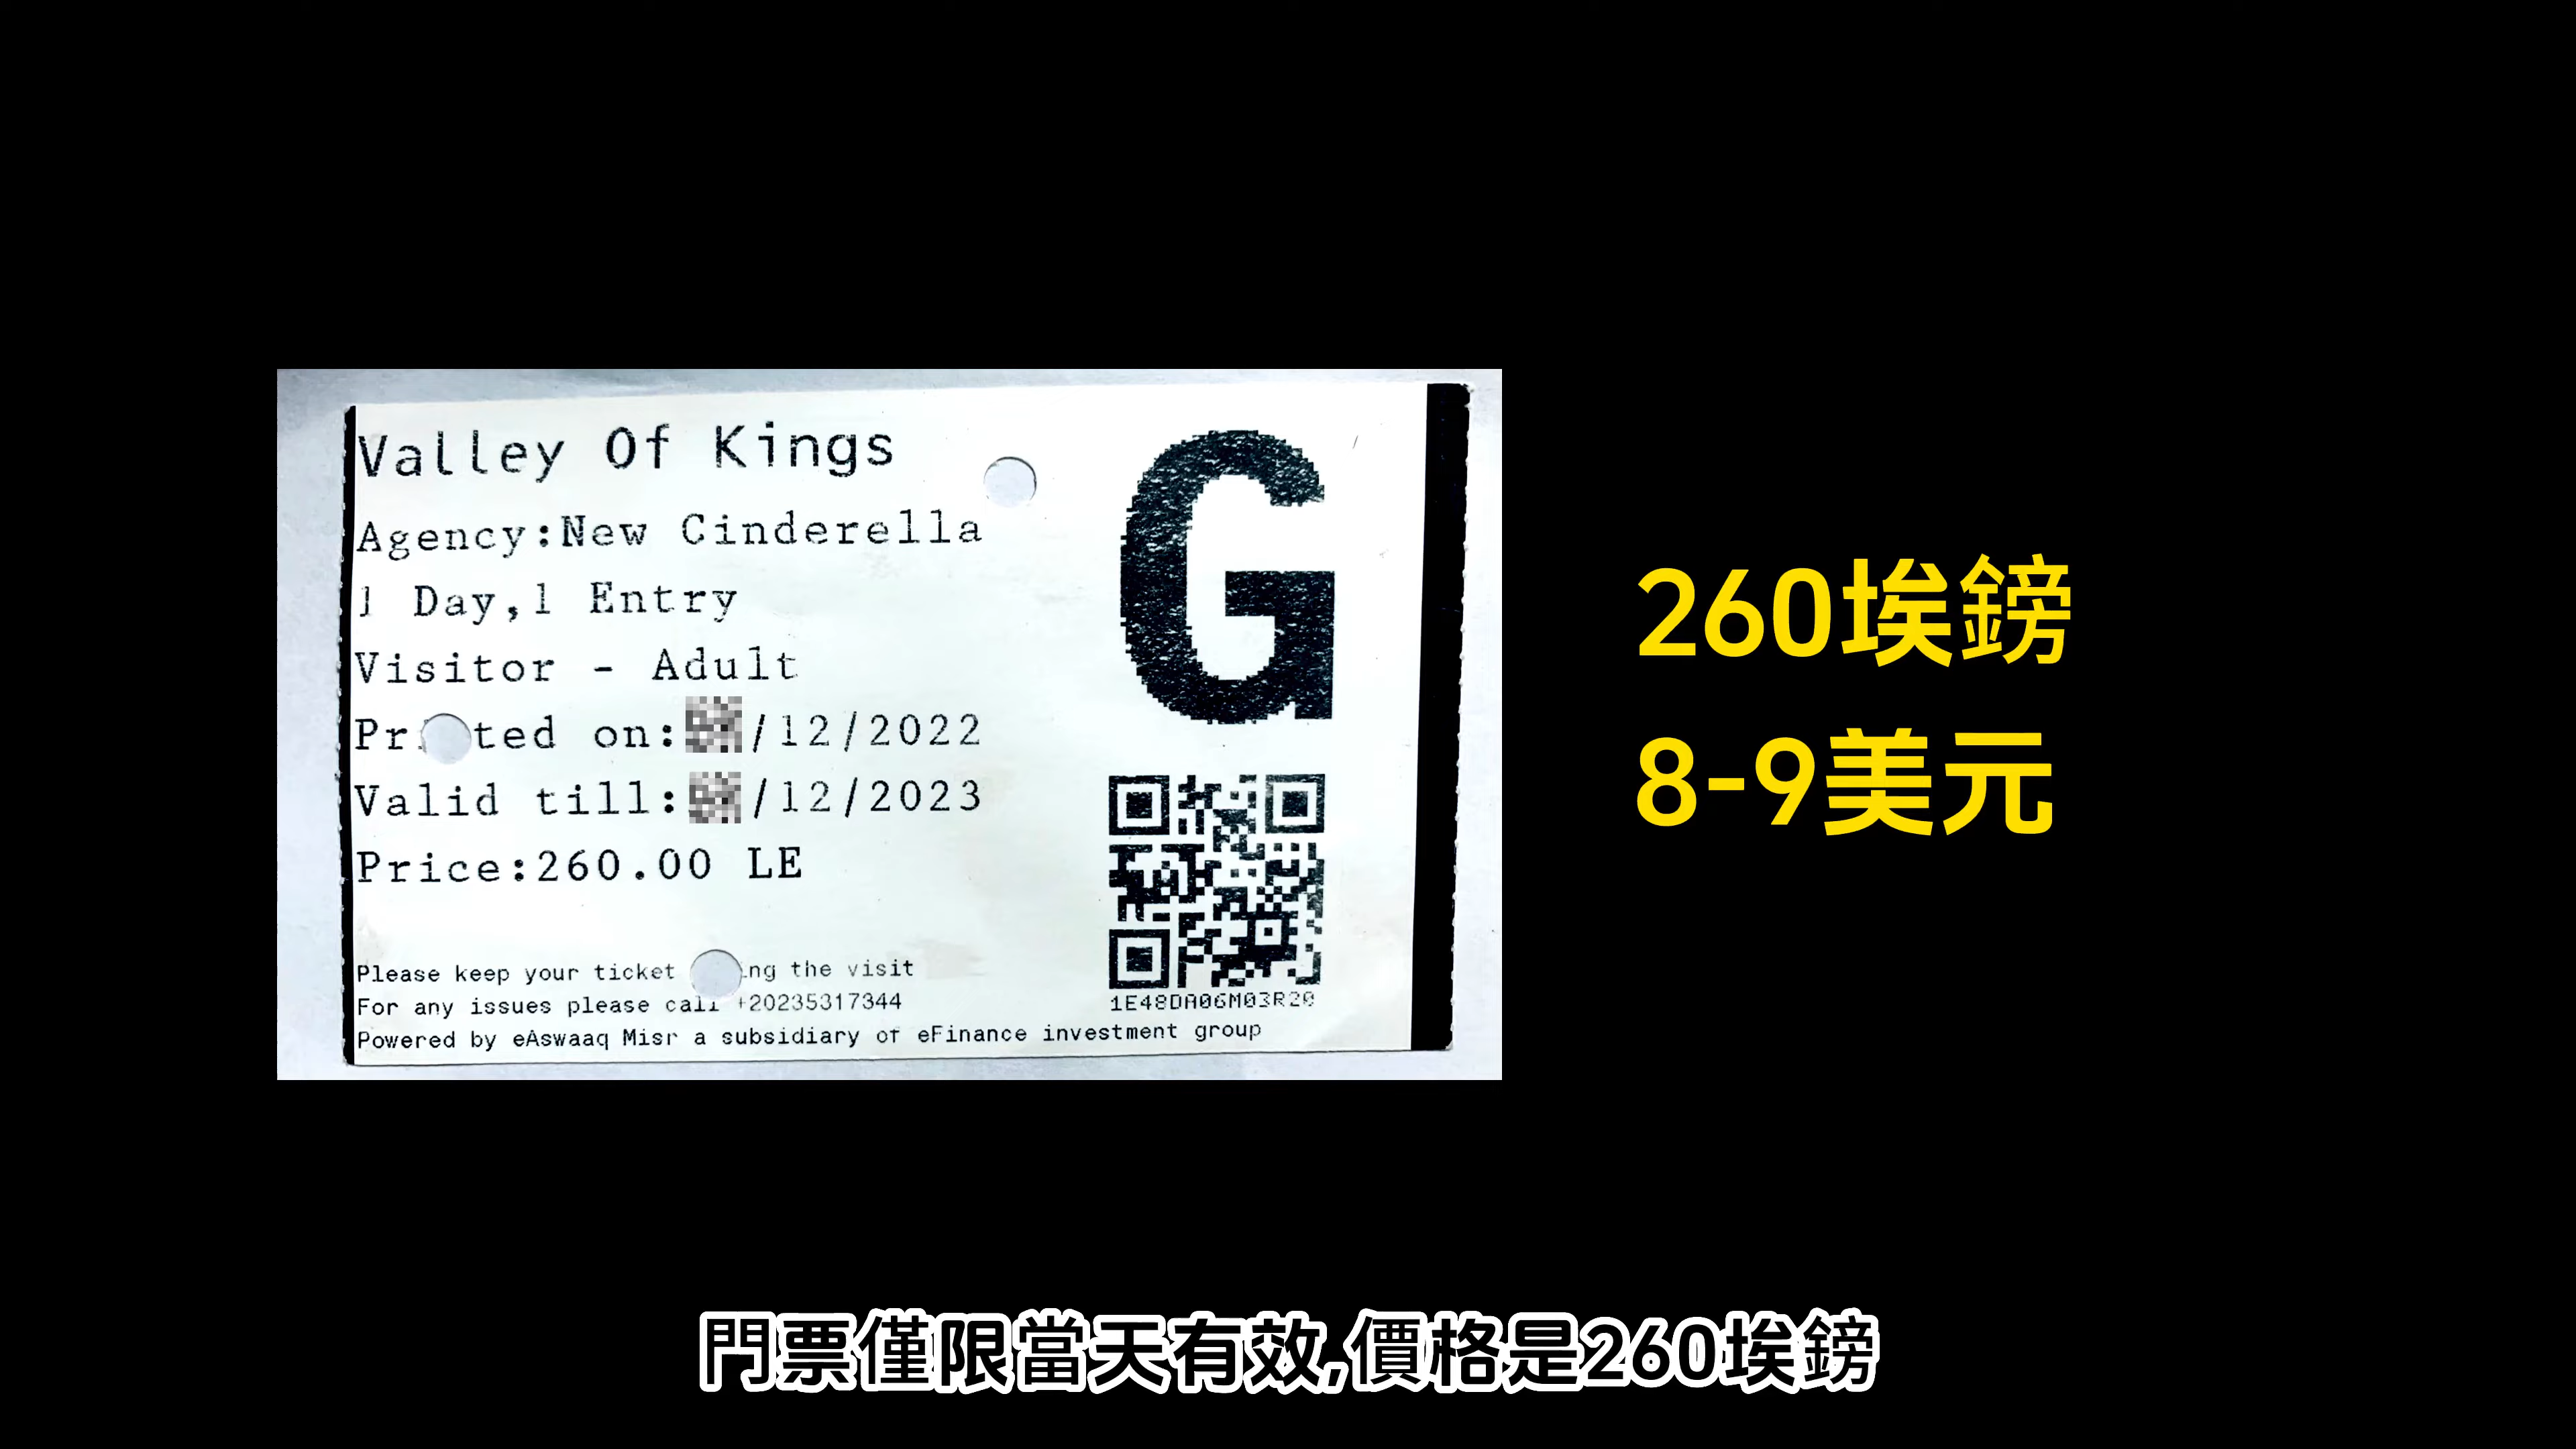 Valley Of Kings
Agency:New Cinderella
1 Day,1 Entry
Visitor - Adult
on: /12/2022
Valid till: /12/2023
Price:260.00 LE
Please keep your ticket the visit
For any issues please call +20235317344
Powered by eAswaaq Misr a subsidiary of eFinance investment group
G
1E48DA06M03R20
260埃鎊
8-9美元
門票僅限當天有效,價格是260埃鎊